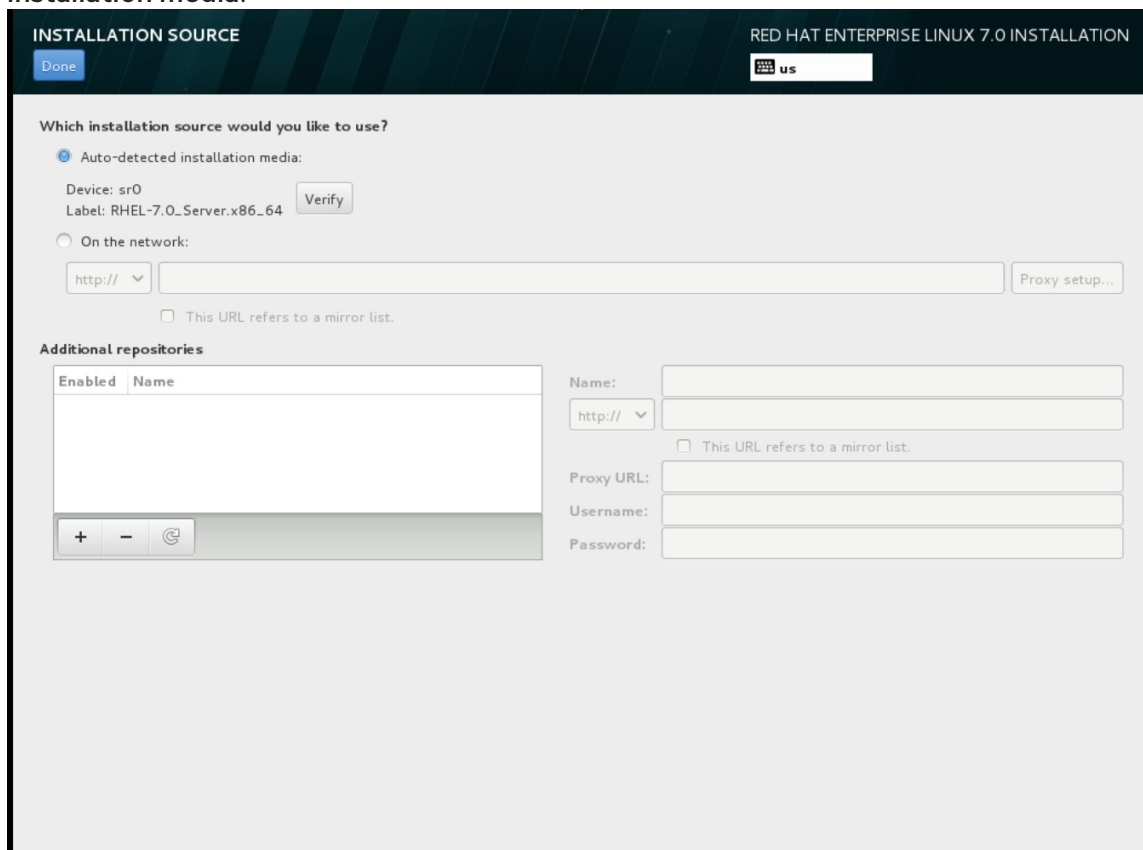 installation media.
INSTALLATION SOURCE
RED HAT ENTERPRISE LINUX 7.0 INSTALLATION
Done
us
Which installation source would you like to use?
Auto-detected installation media:
Device: sr0
Label: RHEL-7.0_Server.x86_64
Verify
On the network:
http://
Proxy setup...
This URL refers to a mirror list.
Additional repositories
Enabled Name
Name:
http://
This URL refers to a mirror list.
Proxy URL:
Username:
Password: